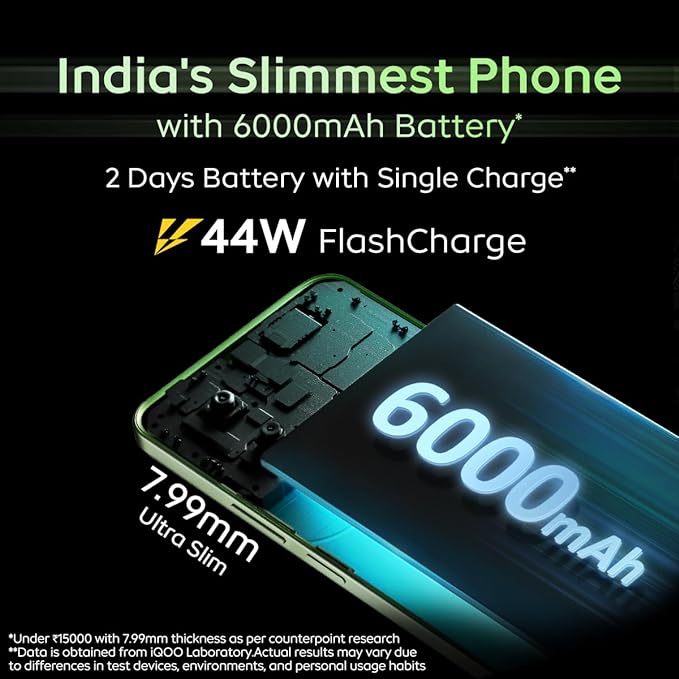 India's Slimmest Phone
with 6000mAh Battery*
2 Days Battery with Single Charge**
44W FlashCharge
6000mAh
7.99mm
Ultra Slim
*Under ₹15000 with 7.99mm thickness as per counterpoint research
**Data is obtained from iQOO Laboratory.Actual results may vary due
to differences in test devices, environments, and personal usage habits